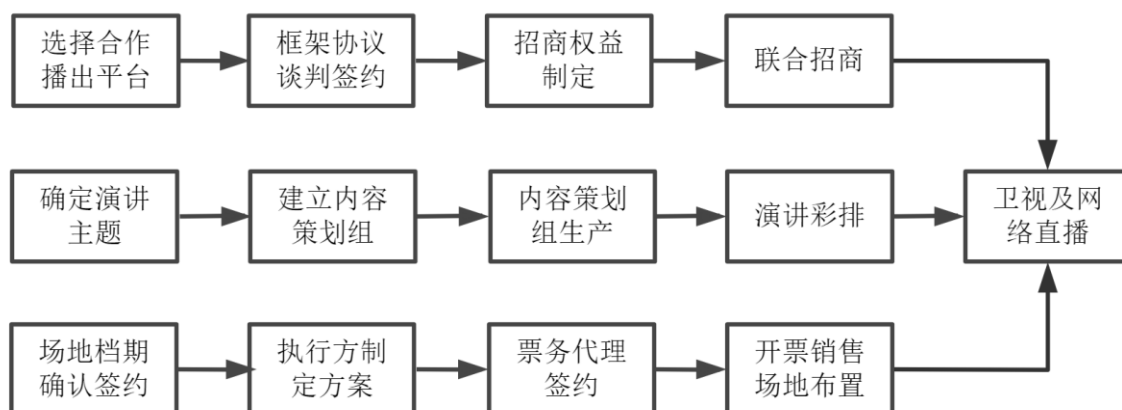 选择合作
播出平台
框架协议
谈判签约
招商权益
制定
联合招商
确定演讲
主题
建立内容
策划组
内容策划
组生产
演讲彩排
卫视及网
络直播
场地档期
确认签约
执行方制
定方案
票务代理
签约
开票销售
场地布置